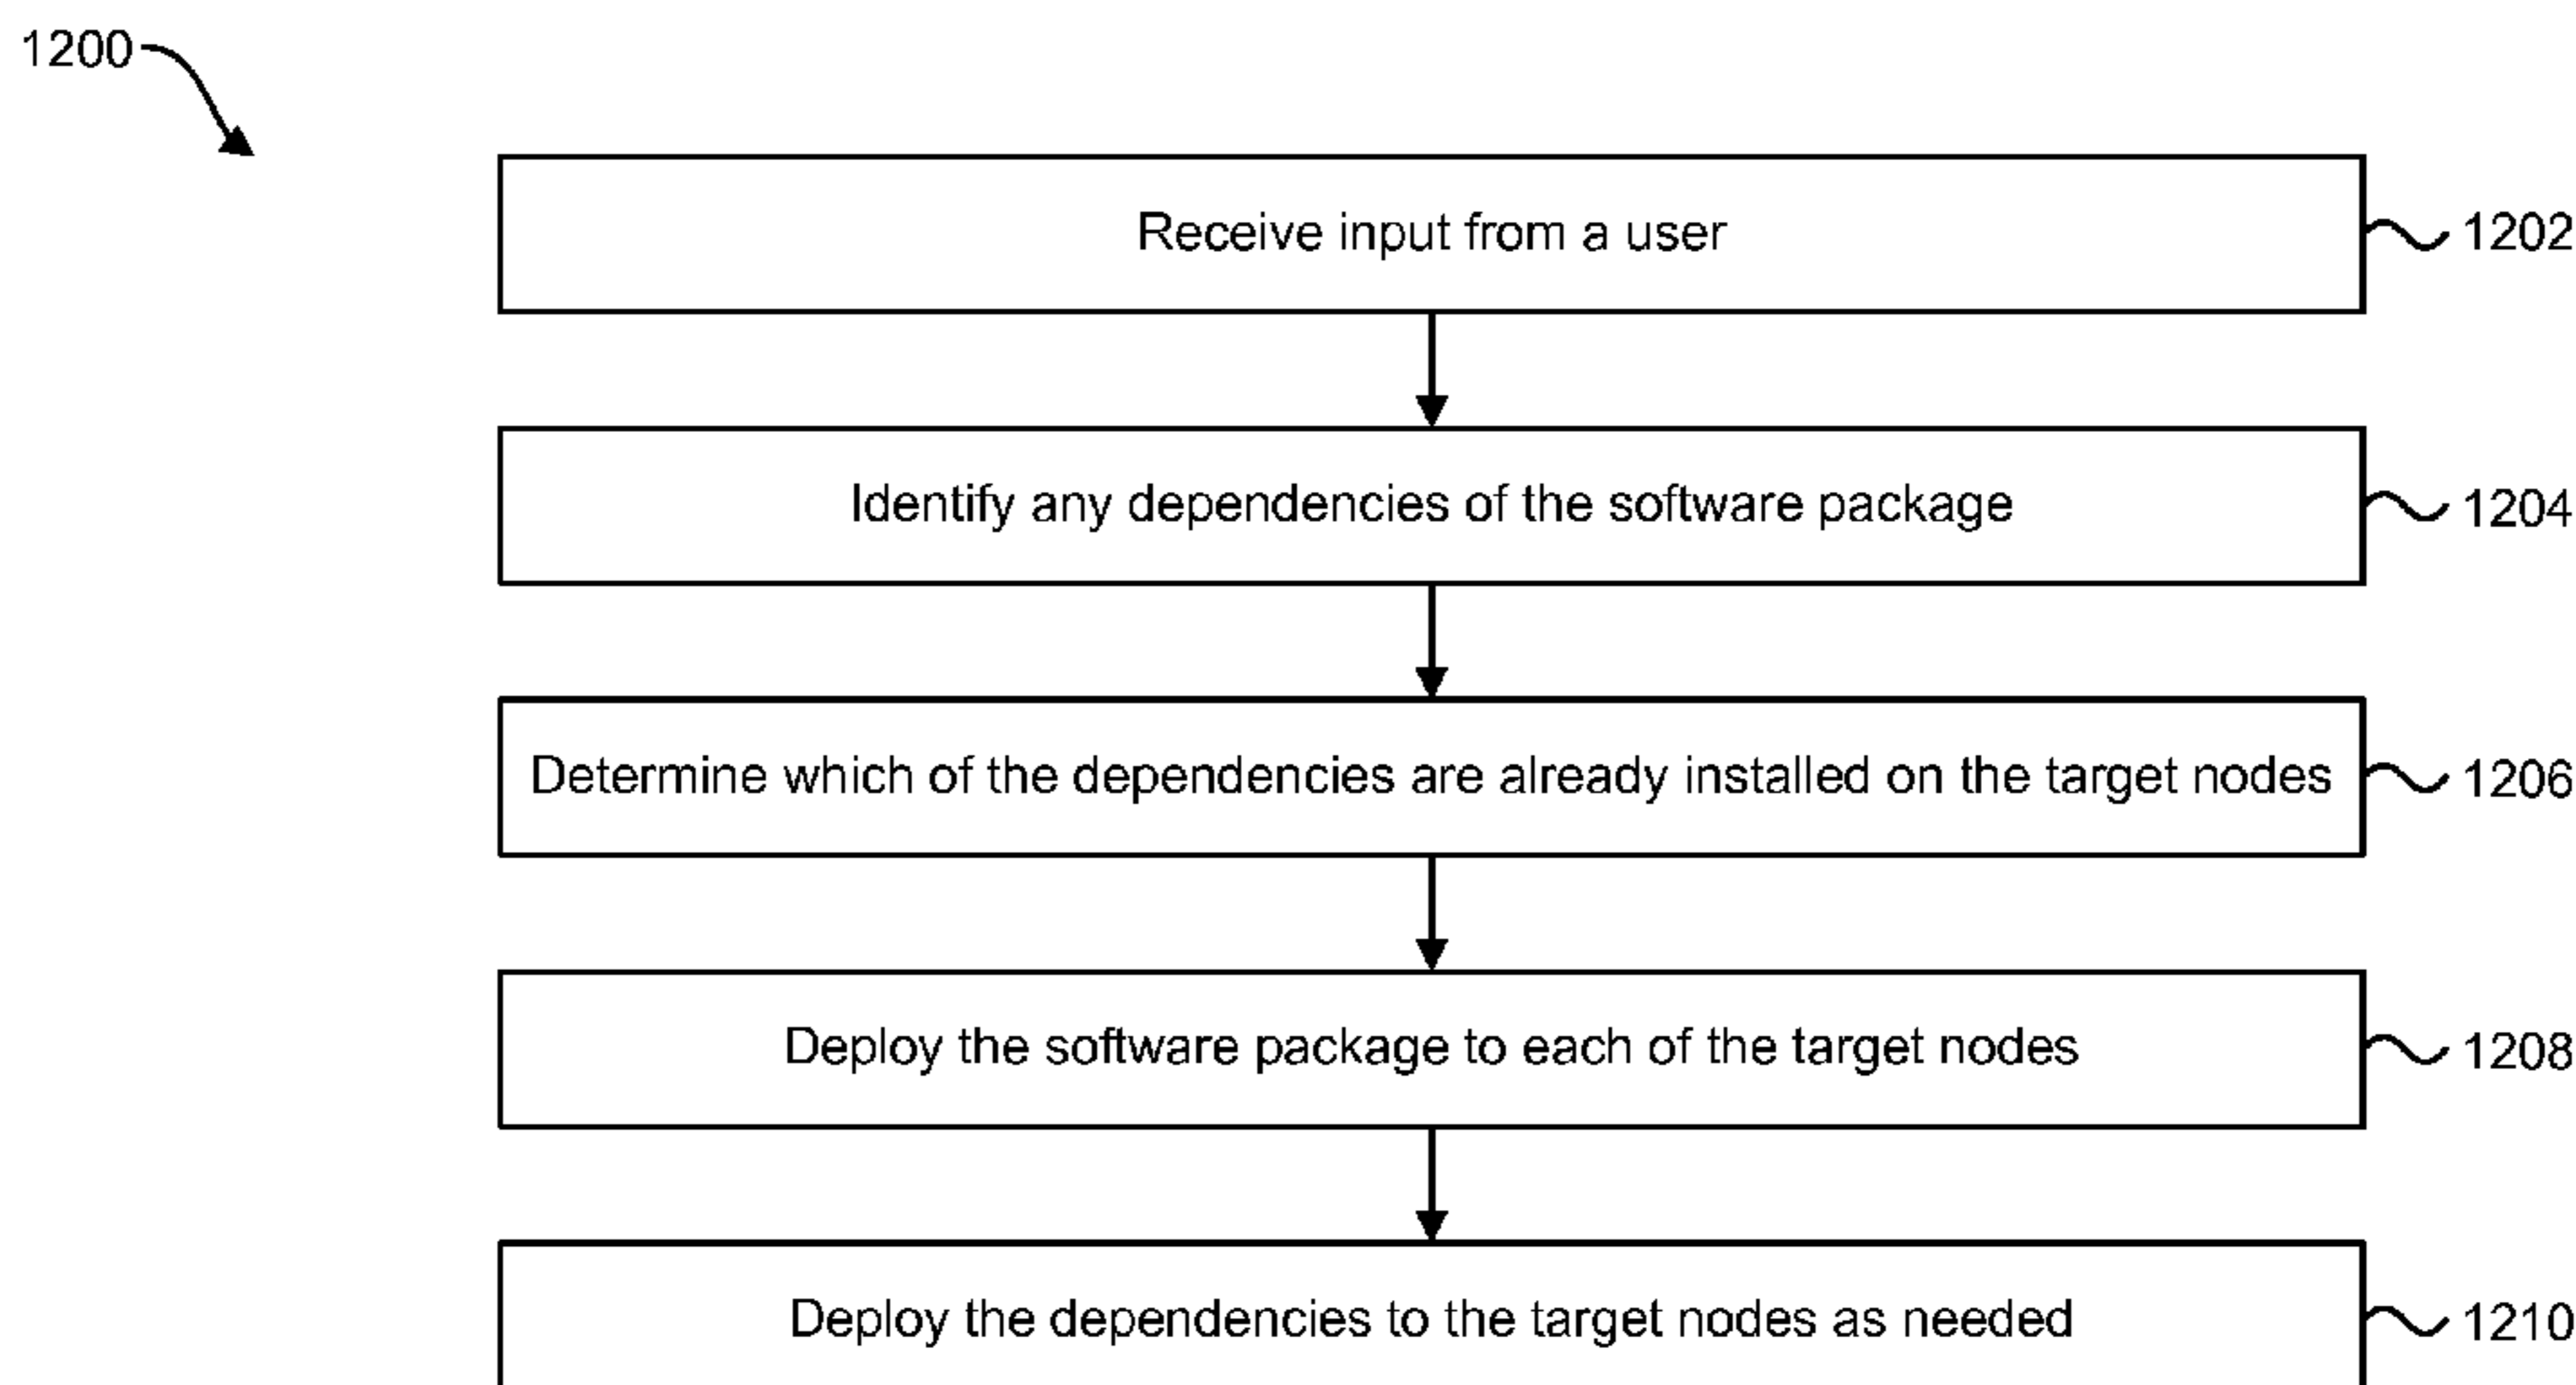 1200
Receive input from a user
1202
Identify any dependencies of the software package
1204
Determine which of the dependencies are already installed on the target nodes
1206
Deploy the software package to each of the target nodes
1208
Deploy the dependencies to the target nodes as needed
1210